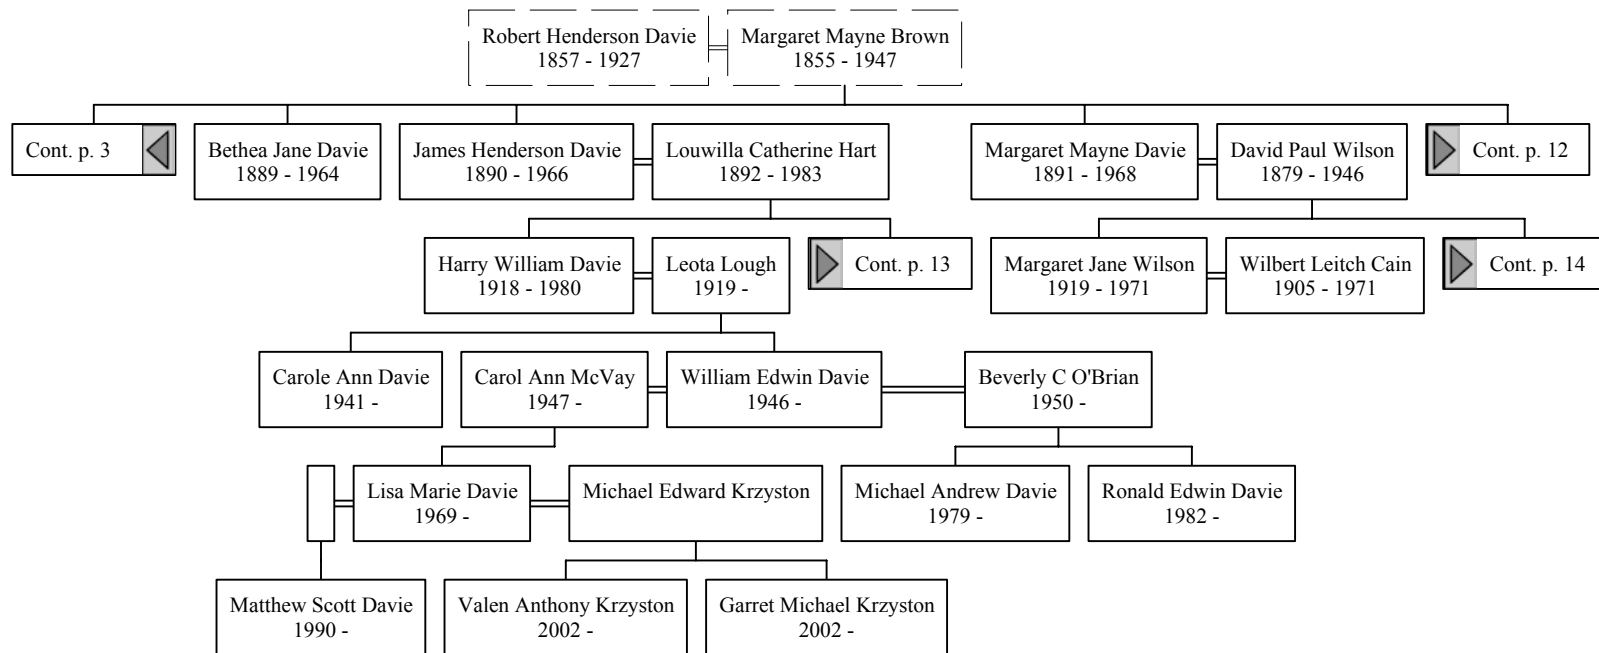 Robert Henderson Davie
1857 - 1927
Margaret Mayne Brown
1855 - 1947
Cont. p. 3
Bethea Jane Davie
1889 - 1964
James Henderson Davie
1890 - 1966
Louwilla Catherine Hart
1892 - 1983
Margaret Mayne Davie
1891 - 1968
David Paul Wilson
1879 - 1946
Cont. p. 12
Harry William Davie
1918 - 1980
Leota Lough
1919 -
Cont. p. 13
Margaret Jane Wilson
1919 - 1971
Wilbert Leitch Cain
1905 - 1971
Cont. p. 14
Carole Ann Davie
1941 -
Carol Ann McVay
1947 -
William Edwin Davie
1946 -
Beverly C O'Brian
1950 -
Lisa Marie Davie
1969 -
Michael Edward Krzyston
Michael Andrew Davie
1979 -
Ronald Edwin Davie
1982 -
Matthew Scott Davie
1990 -
Valen Anthony Krzyston
2002 -
Garret Michael Krzyston
2002 -